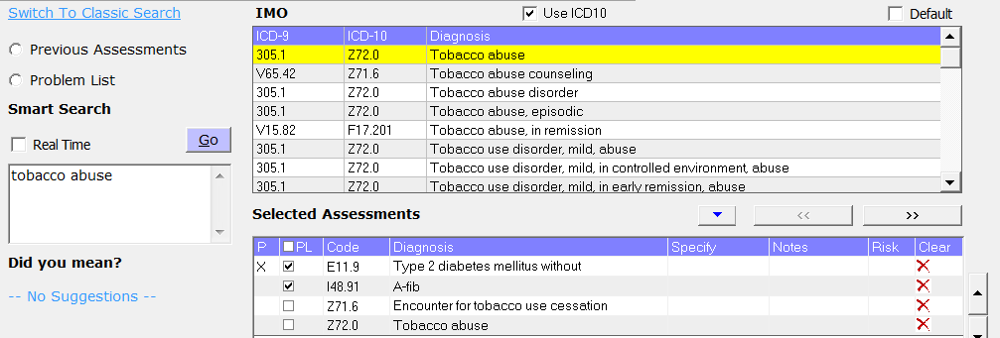 Switch To Classic Search
Previous Assessments
Problem List
Smart Search
Real Time
Go
tobacco abuse
Did you mean?
-- No Suggestions --
IMO
Use ICD10
Default
ICD-9 ICD-10 Diagnosis
305.1 Z72.0 Tobacco abuse
V65.42 Z71.6 Tobacco abuse counseling
305.1 Z72.0 Tobacco abuse disorder
305.1 Z72.0 Tobacco abuse, episodic
V15.82 F17.201 Tobacco abuse, in remission
305.1 Z72.0 Tobacco use disorder, mild, abuse
305.1 Z72.0 Tobacco use disorder, mild, in controlled environment, abuse
305.1 Z72.0 Tobacco use disorder, mild, in early remission, abuse
Selected Assessments
<< >>
P PL Code Diagnosis Specify Notes Risk Clear
X E11.9 Type 2 diabetes mellitus without
I48.91 A-fib
Z71.6 Encounter for tobacco use cessation
Z72.0 Tobacco abuse